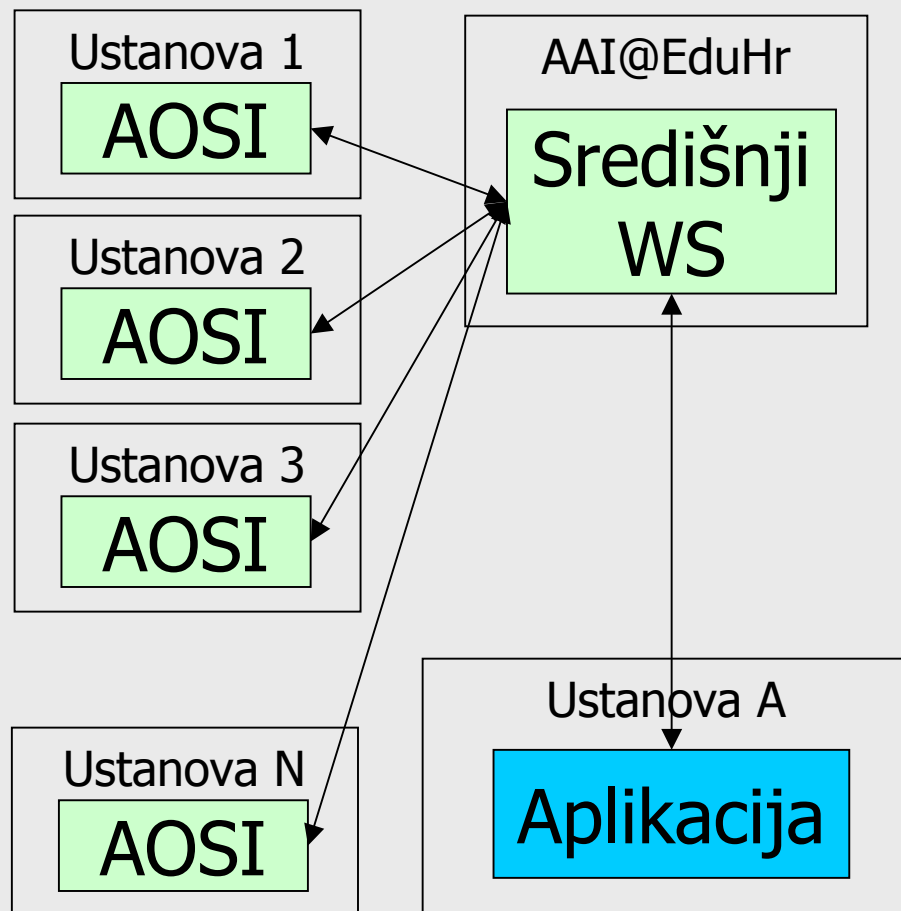 Ustanova 1
AOSI
Ustanova 2
AOSI
Ustanova 3
AOSI
Ustanova N
AOSI
AAI@EduHr
Središnji
WS
Ustanova A
Aplikacija